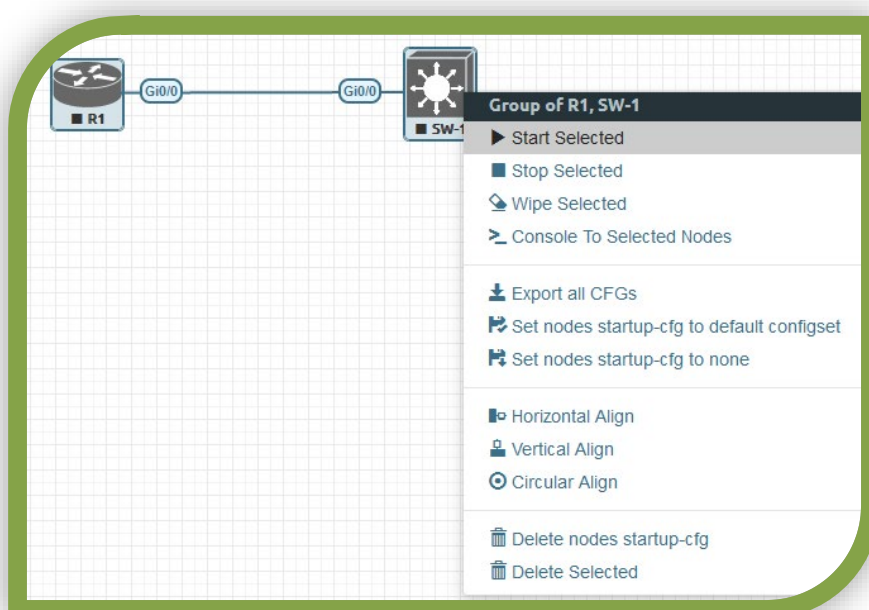 Gi0/0
Gi0/0
R1
SW-1
Group of R1, SW-1
Start Selected
Stop Selected
Wipe Selected
Console To Selected Nodes
Export all CFGs
Set nodes startup-cfg to default configset
Set nodes startup-cfg to none
Horizontal Align
Vertical Align
Circular Align
Delete nodes startup-cfg
Delete Selected